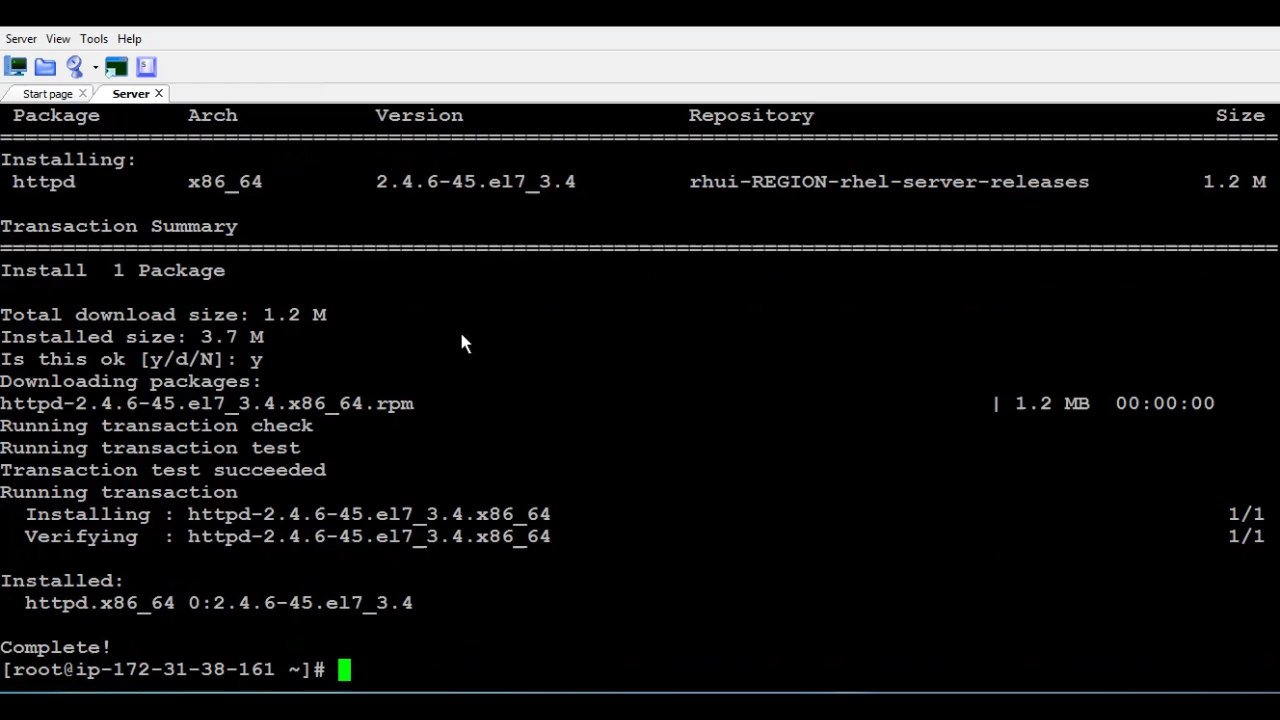 Server View Tools Help
Start page X Server X
Package Arch Version Repository Size
================================================================================
Installing:
httpd x86_64 2.4.6-45.el7_3.4 rhui-REGION-rhel-server-releases 1.2 M
Transaction Summary
================================================================================
Install 1 Package
Total download size: 1.2 M
Installed size: 3.7 M
Is this ok [y/d/N]: y
Downloading packages:
httpd-2.4.6-45.el7_3.4.x86_64.rpm | 1.2 MB 00:00:00
Running transaction check
Running transaction test
Transaction test succeeded
Running transaction
Installing : httpd-2.4.6-45.el7_3.4.x86_64 1/1
Verifying : httpd-2.4.6-45.el7_3.4.x86_64 1/1
Installed:
httpd.x86_64 0:2.4.6-45.el7_3.4
Complete!
[root@ip-172-31-38-161 ~]#